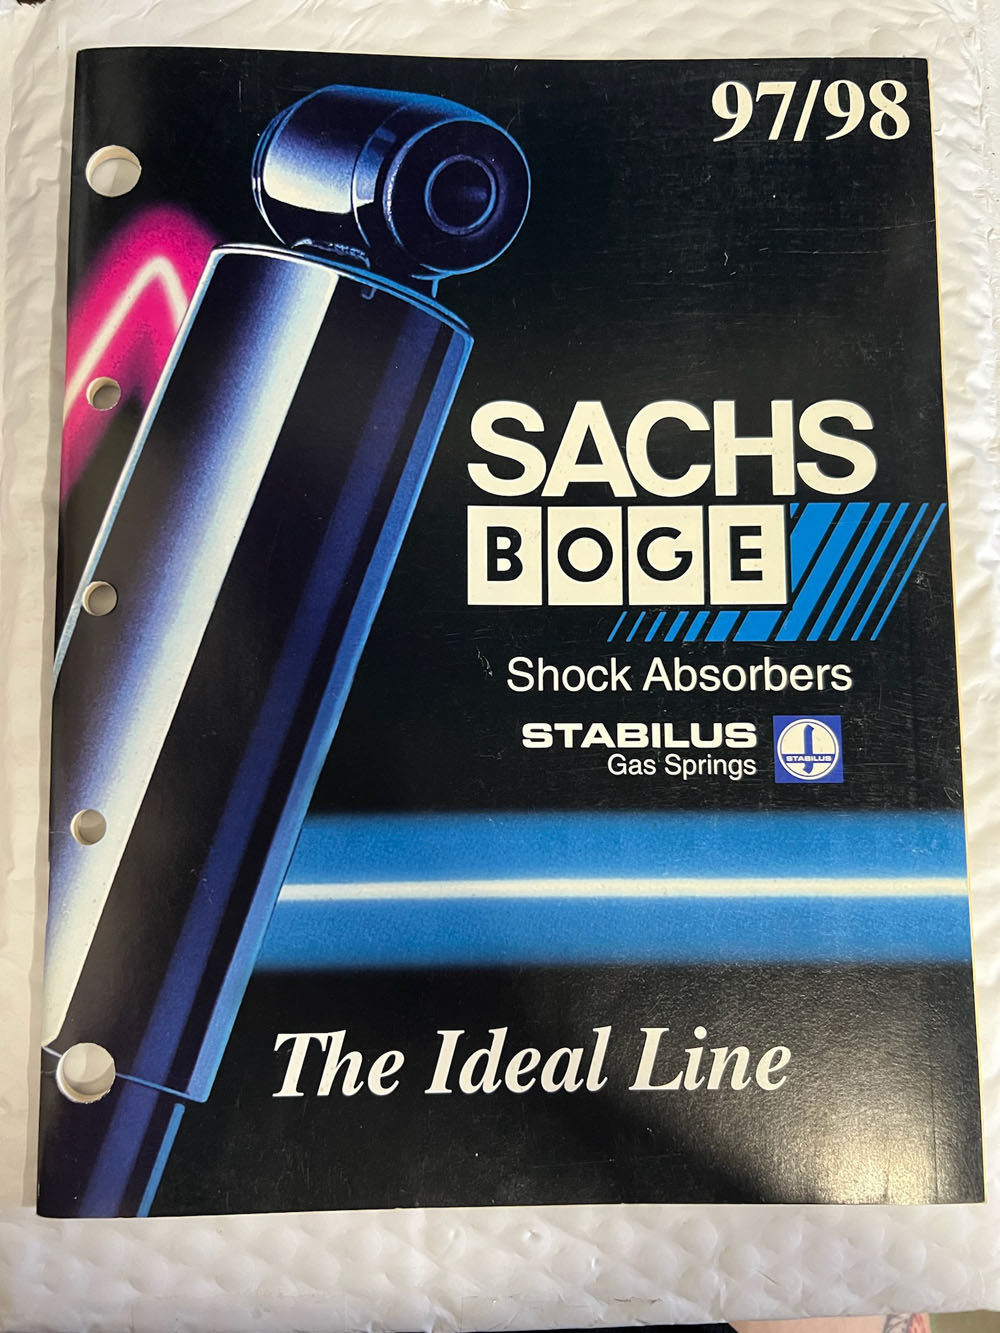 97/98
SACHS
BOGE
Shock Absorbers
STABILUS
Gas Springs
STABILUS
The Ideal Line